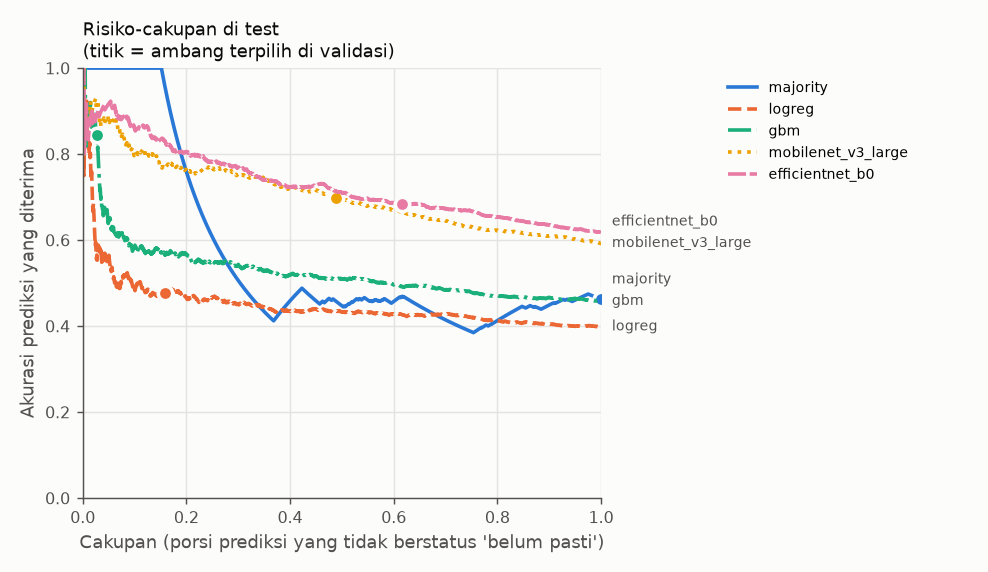 Risiko-cakupan di test
(titik = ambang terpilih di validasi)
Akurasi prediksi yang diterima
1.0
0.8
0.6
0.4
0.2
0.0
0.0
0.2
0.4
0.6
0.8
1.0
Cakupan (porsi prediksi yang tidak berstatus 'belum pasti')
efficientnet_b0
mobilenet_v3_large
majority
gbm
logreg
majority
logreg
gbm
mobilenet_v3_large
efficientnet_b0